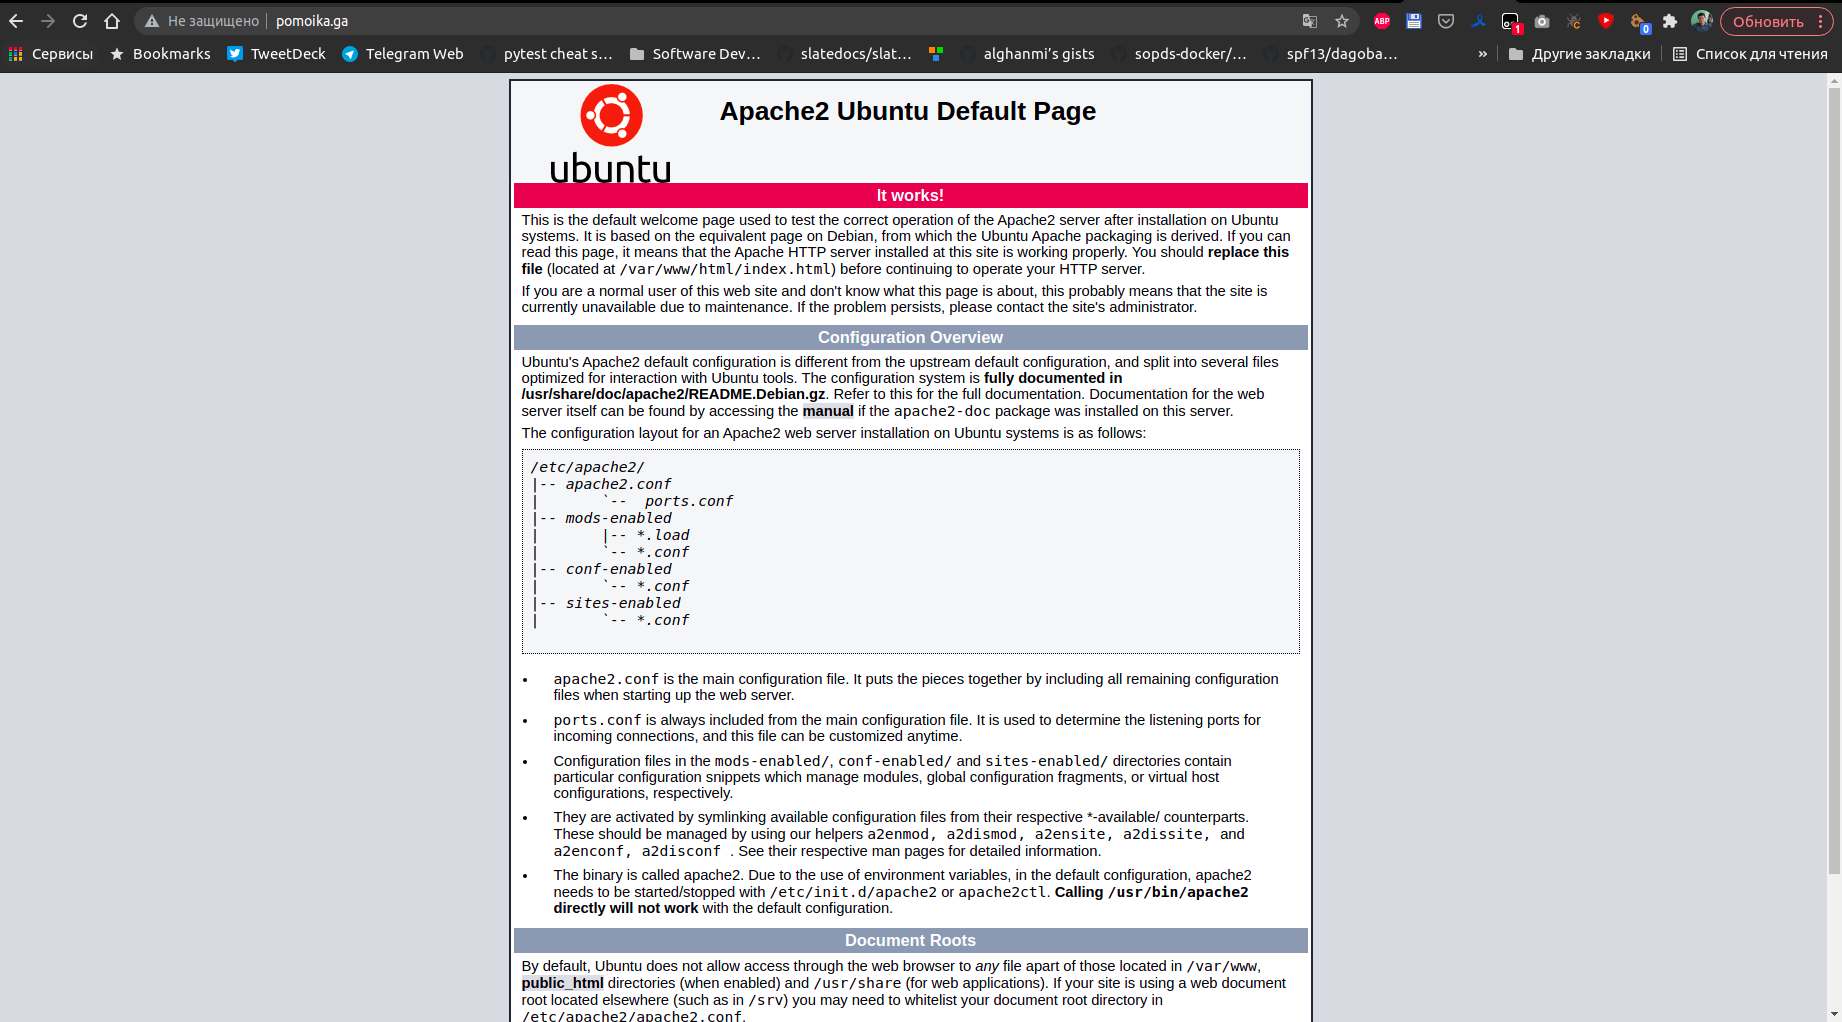 Не защищено | pomoika.ga
ABP
1
0
Обновить
Сервисы
Bookmarks
TweetDeck
Telegram Web
pytest cheat s...
Software Dev...
slatedocs/slat...
alghanmi's gists
sopds-docker/...
spf13/dagoba...
»
Другие закладки
Список для чтения
ubuntu
Apache2 Ubuntu Default Page
It works!
This is the default welcome page used to test the correct operation of the Apache2 server after installation on Ubuntu
systems. It is based on the equivalent page on Debian, from which the Ubuntu Apache packaging is derived. If you can
read this page, it means that the Apache HTTP server installed at this site is working properly. You should replace this
file (located at /var/www/html/index.html) before continuing to operate your HTTP server.
If you are a normal user of this web site and don't know what this page is about, this probably means that the site is
currently unavailable due to maintenance. If the problem persists, please contact the site's administrator.
Configuration Overview
Ubuntu's Apache2 default configuration is different from the upstream default configuration, and split into several files
optimized for interaction with Ubuntu tools. The configuration system is fully documented in
/usr/share/doc/apache2/README.Debian.gz. Refer to this for the full documentation. Documentation for the web
server itself can be found by accessing the manual if the apache2-doc package was installed on this server.
The configuration layout for an Apache2 web server installation on Ubuntu systems is as follows:
/etc/apache2/
|-- apache2.conf
|       `--  ports.conf
|-- mods-enabled
|       |-- *.load
|       `-- *.conf
|-- conf-enabled
|       `-- *.conf
|-- sites-enabled
|       `-- *.conf
• apache2.conf is the main configuration file. It puts the pieces together by including all remaining configuration
files when starting up the web server.
• ports.conf is always included from the main configuration file. It is used to determine the listening ports for
incoming connections, and this file can be customized anytime.
• Configuration files in the mods-enabled/, conf-enabled/ and sites-enabled/ directories contain
particular configuration snippets which manage modules, global configuration fragments, or virtual host
configurations, respectively.
• They are activated by symlinking available configuration files from their respective *-available/ counterparts.
These should be managed by using our helpers a2enmod, a2dismod, a2ensite, a2dissite, and
a2enconf, a2disconf . See their respective man pages for detailed information.
• The binary is called apache2. Due to the use of environment variables, in the default configuration, apache2
needs to be started/stopped with /etc/init.d/apache2 or apache2ctl. Calling /usr/bin/apache2
directly will not work with the default configuration.
Document Roots
By default, Ubuntu does not allow access through the web browser to any file apart of those located in /var/www,
public_html directories (when enabled) and /usr/share (for web applications). If your site is using a web document
root located elsewhere (such as in /srv) you may need to whitelist your document root directory in
/etc/apache2/apache2.conf.